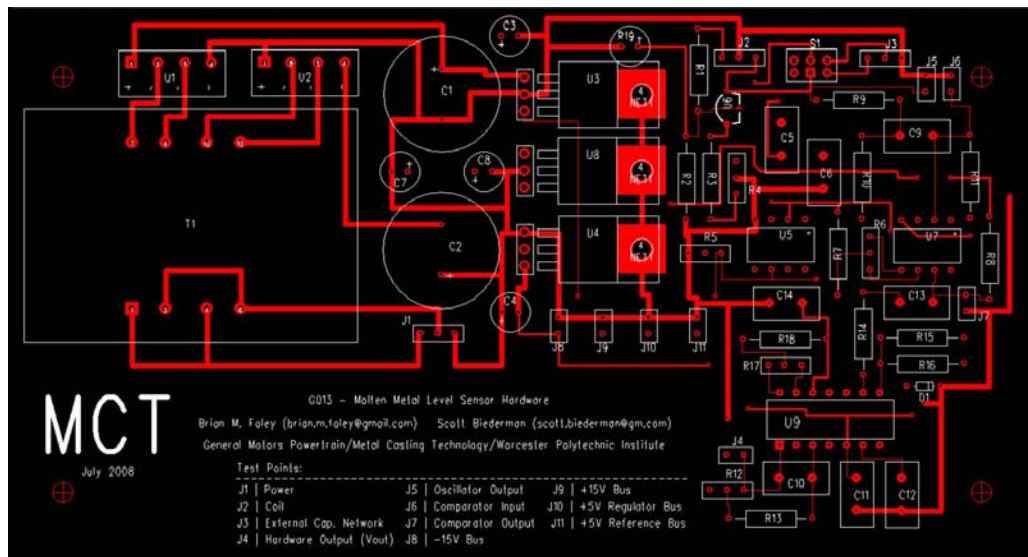 C3
R19
J2
S1
J3
J5
J6
U1
U2
C1
U3
4
NET1
R1
Q1
R9
C9
C5
U8
4
NET1
C7
C8
R2
R3
R4
C6
R10
R11
T1
C2
U4
4
NET1
R5
U5
R7
R6
U7
R8
C4
C14
C13
J7
J1
J8
J9
J10
J11
R18
R14
R15
R17
R16
D1
MCT
July 2008
G013 - Molten Metal Level Sensor Hardware
Brian M. Foley (brian.m.foley@gmail.com) Scott Biederman (scott.biederman@gm.com)
General Motors Powertrain/Metal Casting Technology/Worcester Polytechnic Institute
U9
J4
R12
C10
C11
C12
R13
Test Points:
J1 | Power J5 | Oscillator Output J9 | +15V Bus
J2 | Coil J6 | Comparator Input J10 | +5V Regulator Bus
J3 | External Cap. Network J7 | Comparator Output J11 | +5V Reference Bus
J4 | Hardware Output (Vout) J8 | -15V Bus